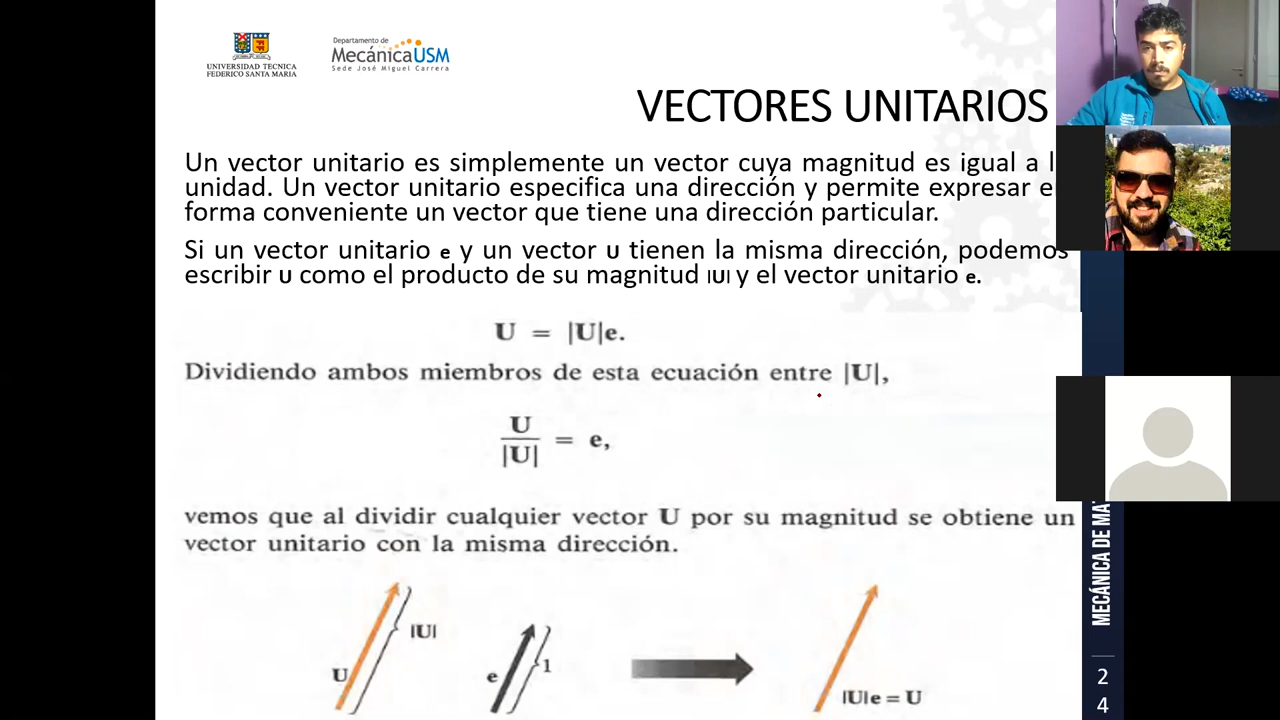 UNIVERSIDAD TECNICA
FEDERICO SANTA MARIA
Departamento de
MecánicaUSM
Sede José Miguel Carrera
VECTORES UNITARIOS
Un vector unitario es simplemente un vector cuya magnitud es igual a l
unidad. Un vector unitario especifica una dirección y permite expresar e
forma conveniente un vector que tiene una dirección particular.
Si un vector unitario e y un vector U tienen la misma dirección, podemos
escribir U como el producto de su magnitud |U| y el vector unitario e.
U = |U|e.
Dividiendo ambos miembros de esta ecuación entre |U|,
U
|U|
= e,
vemos que al dividir cualquier vector U por su magnitud se obtiene un
vector unitario con la misma dirección.
U
|U|
e
1
|U|e = U
MECÁNICA DE MA
2
4